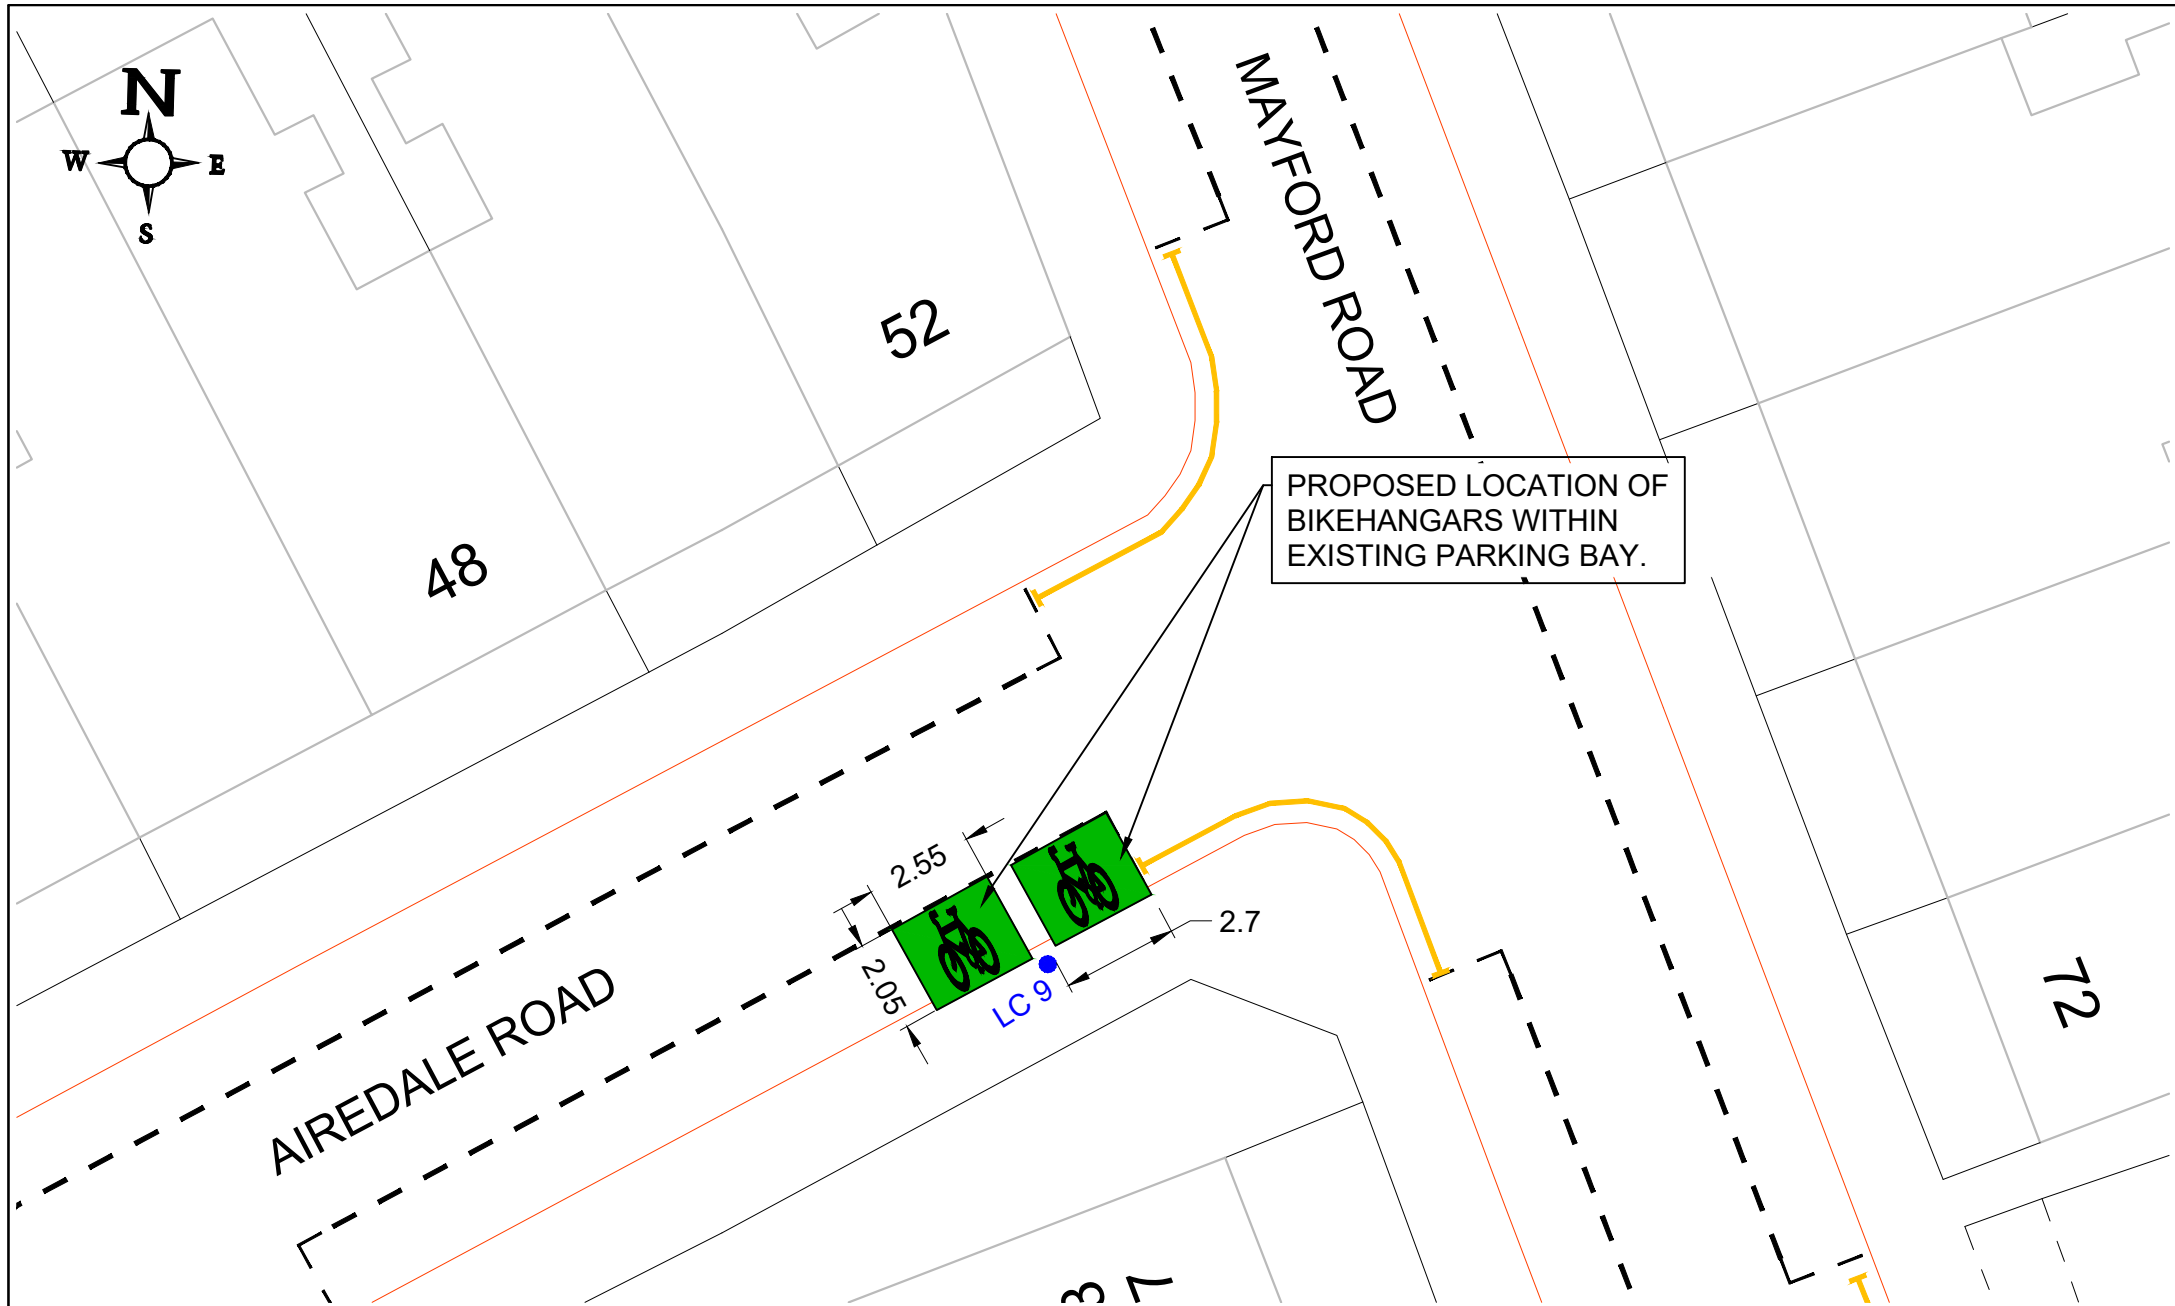 N
W
E
S
MAYFORD ROAD
52
48
PROPOSED LOCATION OF
BIKEHANGARS WITHIN
EXISTING PARKING BAY.
2.55
2.7
2.05
LC 9
AIREDALE ROAD
72